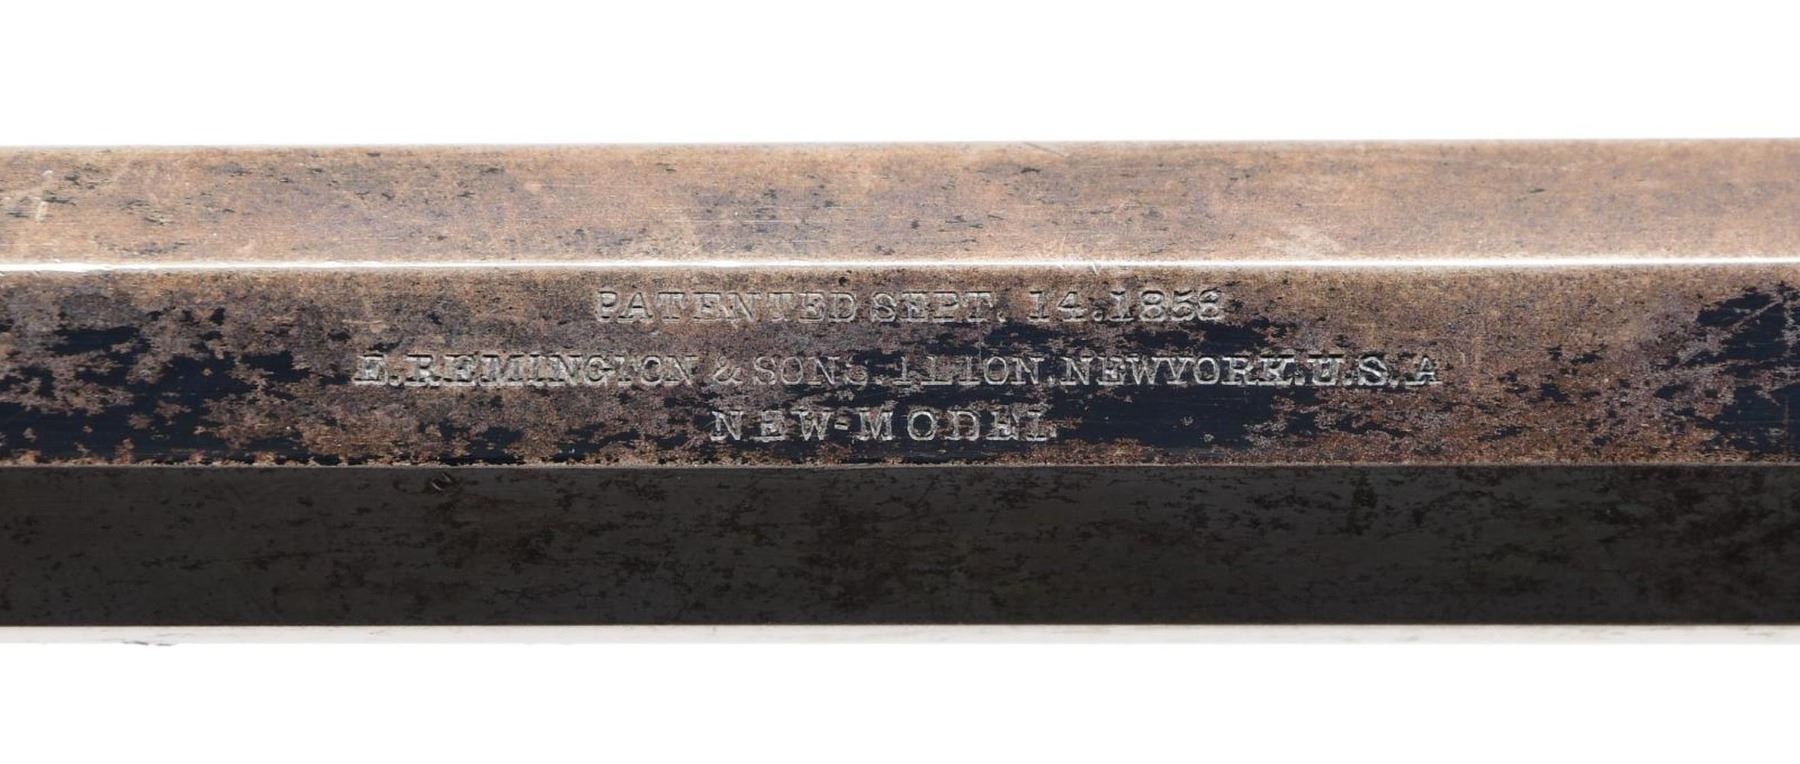 PATENTED SEPT. 14.1858
E.REMINGTON & SONS.ILION.NEWYORK.U.S.A
NEW-MODEL